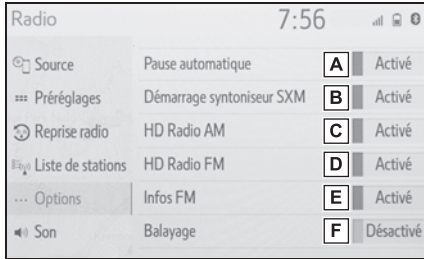 Radio 7:56
Source
Préréglages
Reprise radio
Liste de stations
Options
Son
Pause automatique A Activé
Démarrage syntoniseur SXM B Activé
HD Radio AM C Activé
HD Radio FM D Activé
Infos FM E Activé
Balayage F Désactivé